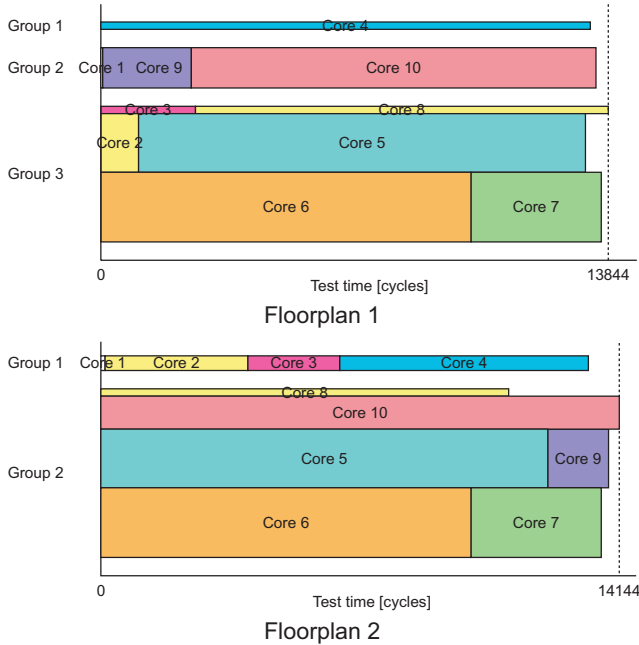 Group 1
Core 4
Group 2
Core 1
Core 9
Core 10
Core 3
Core 8
Core 2
Core 5
Group 3
Core 6
Core 7
0
13844
Test time [cycles]
Floorplan 1
Group 1
Core 1
Core 2
Core 3
Core 4
Core 8
Core 10
Core 5
Core 9
Group 2
Core 6
Core 7
0
14144
Test time [cycles]
Floorplan 2